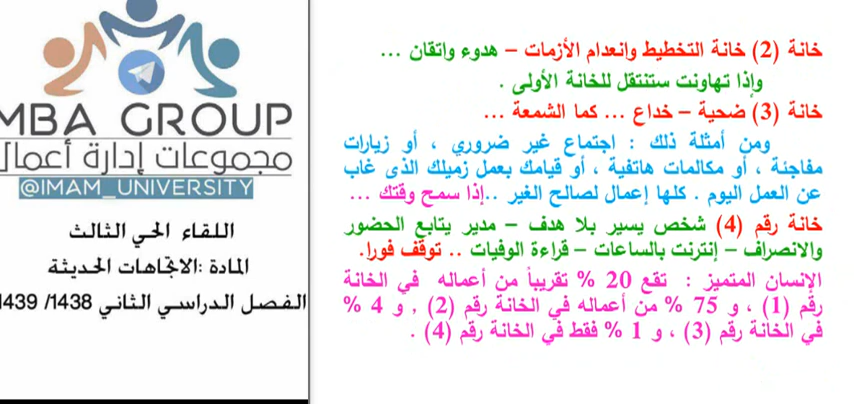 خانة (2) خانة التخطيط وانعدام الأزمات – هدوء واتقان ...
وإذا تهاونت ستنتقل للخانة الأولى .
خانة (3) ضحية – خداع ... كما الشمعة ...
ومن أمثلة ذلك : اجتماع غير ضروري ، أو زيارات
مفاجئة ، أو مكالمات هاتفية ، أو قيامك بعمل زميلك الذى غاب
عن العمل اليوم . كلها إعمال لصالح الغير ..إذا سمح وقتك ...
خانة رقم (4) شخص يسير بلا هدف – مدير يتابع الحضور
والانصراف – إنترنت بالساعات – قراءة الوفيات .. توقف فورا.
الإنسان المتميز : تقع 20 % تقريباً من أعماله في الخانة
رقم (1) ، و 75 % من أعماله في الخانة رقم (2) , و 4 %
في الخانة رقم (3) ، و 1 % فقط في الخانة رقم (4) .
MBA GROUP
مجموعات إدارة أعمال
@IMAM_UNIVERSITY
اللقاء الحي الثالث
المادة :الاتجاهات الحديثة
الفصل الدراسي الثاني 1438/ 1439